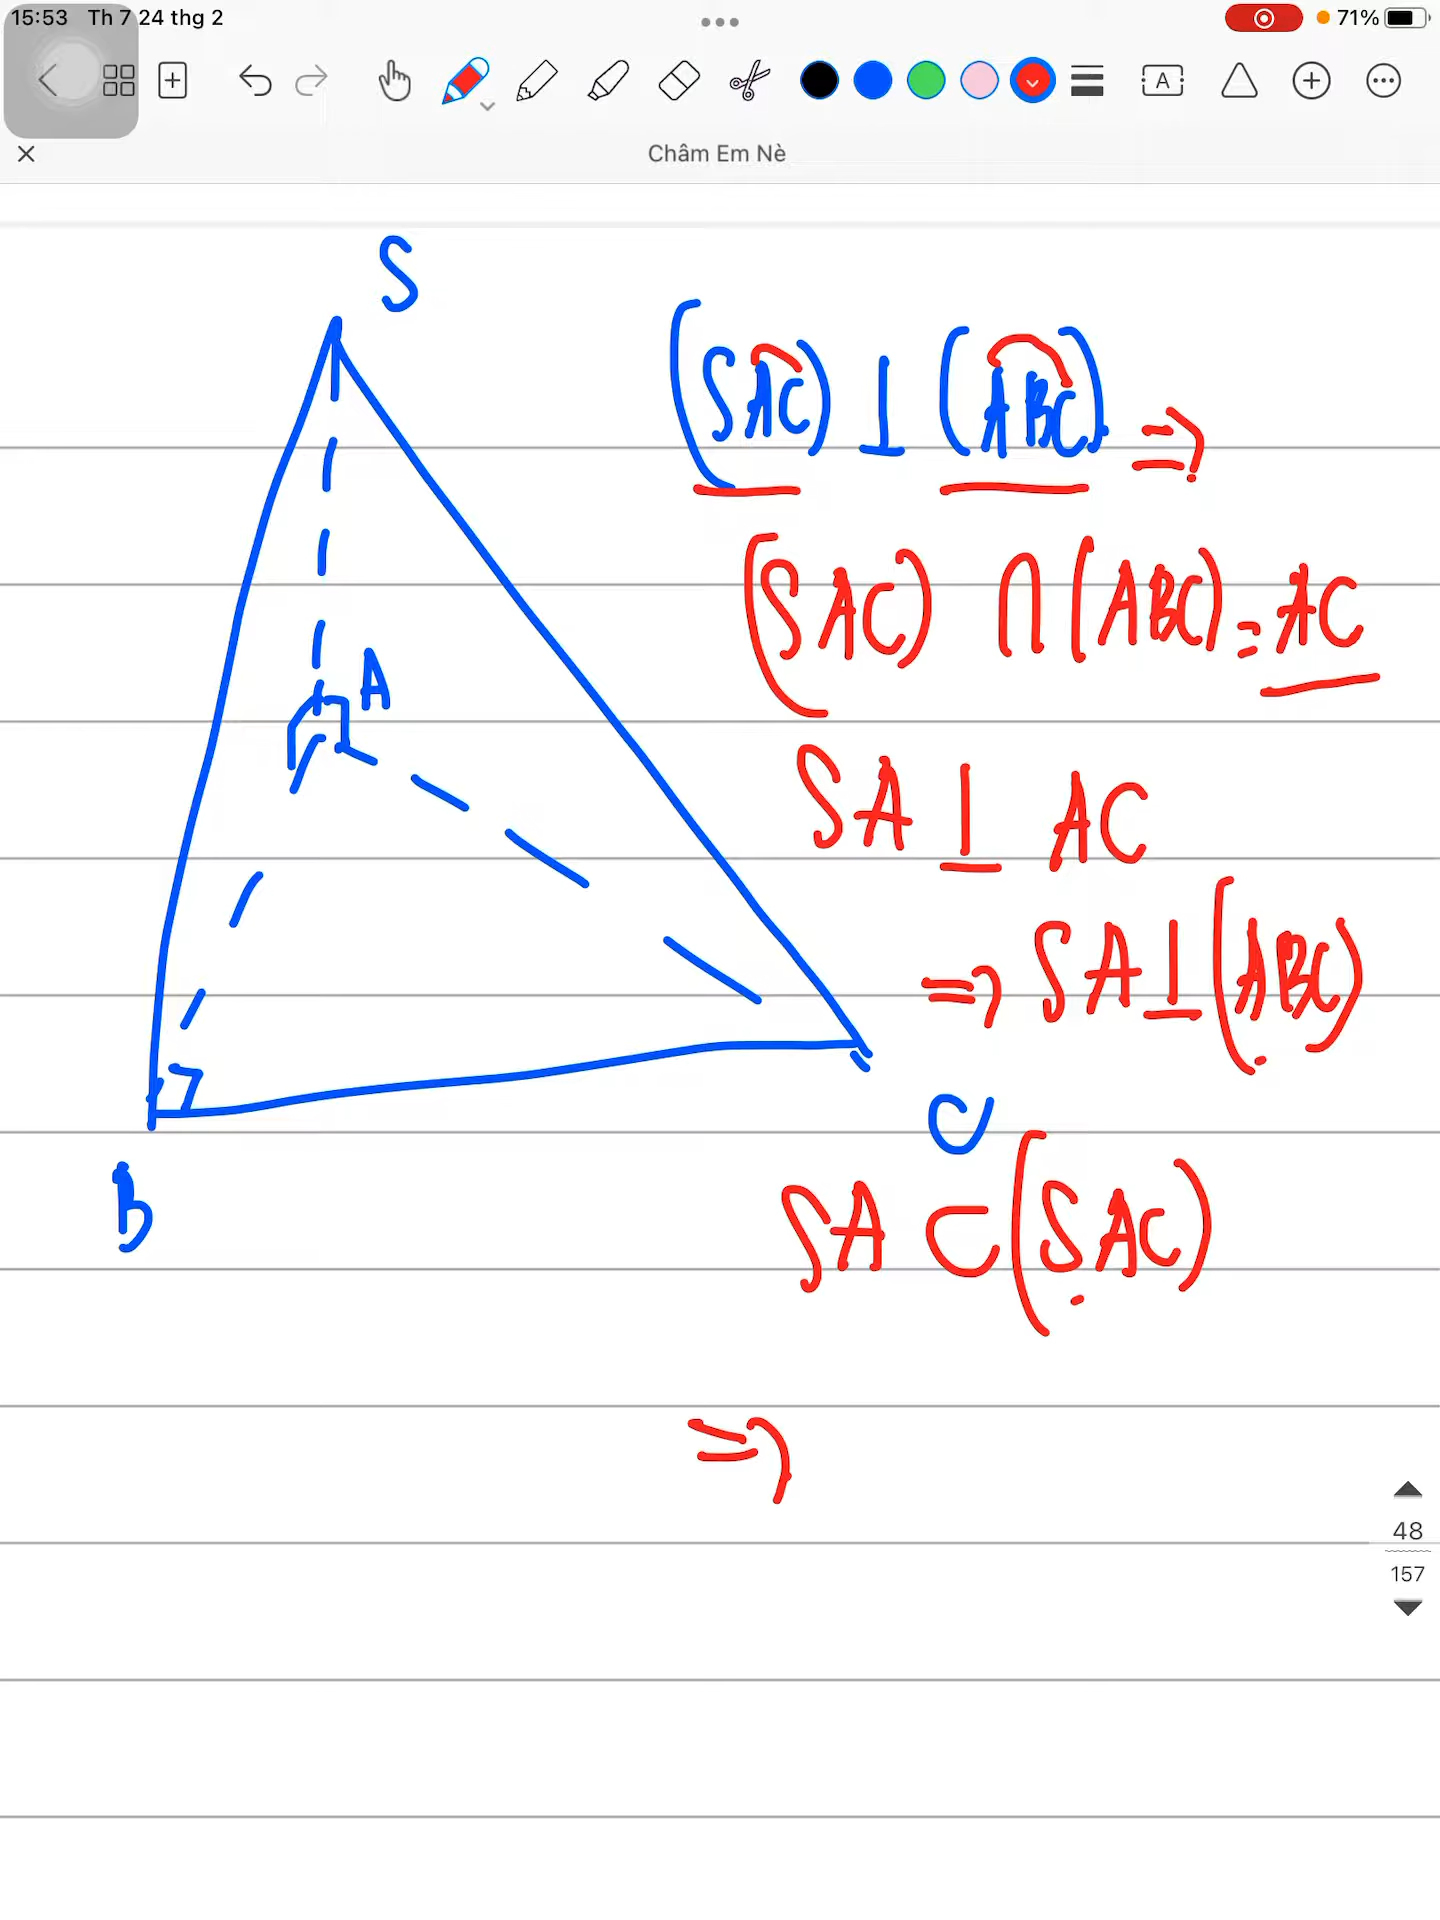 15:53 Th 7 24 thg 2
71%
A
Châm Em Nè
S
(SAC) ⊥ (ABC) =>
(SAC) ∩ (ABC) = AC
A
SA ⊥ AC
=> SA ⊥ (ABC)
C
B
SA ⊂ (SAC)
=>
48
157